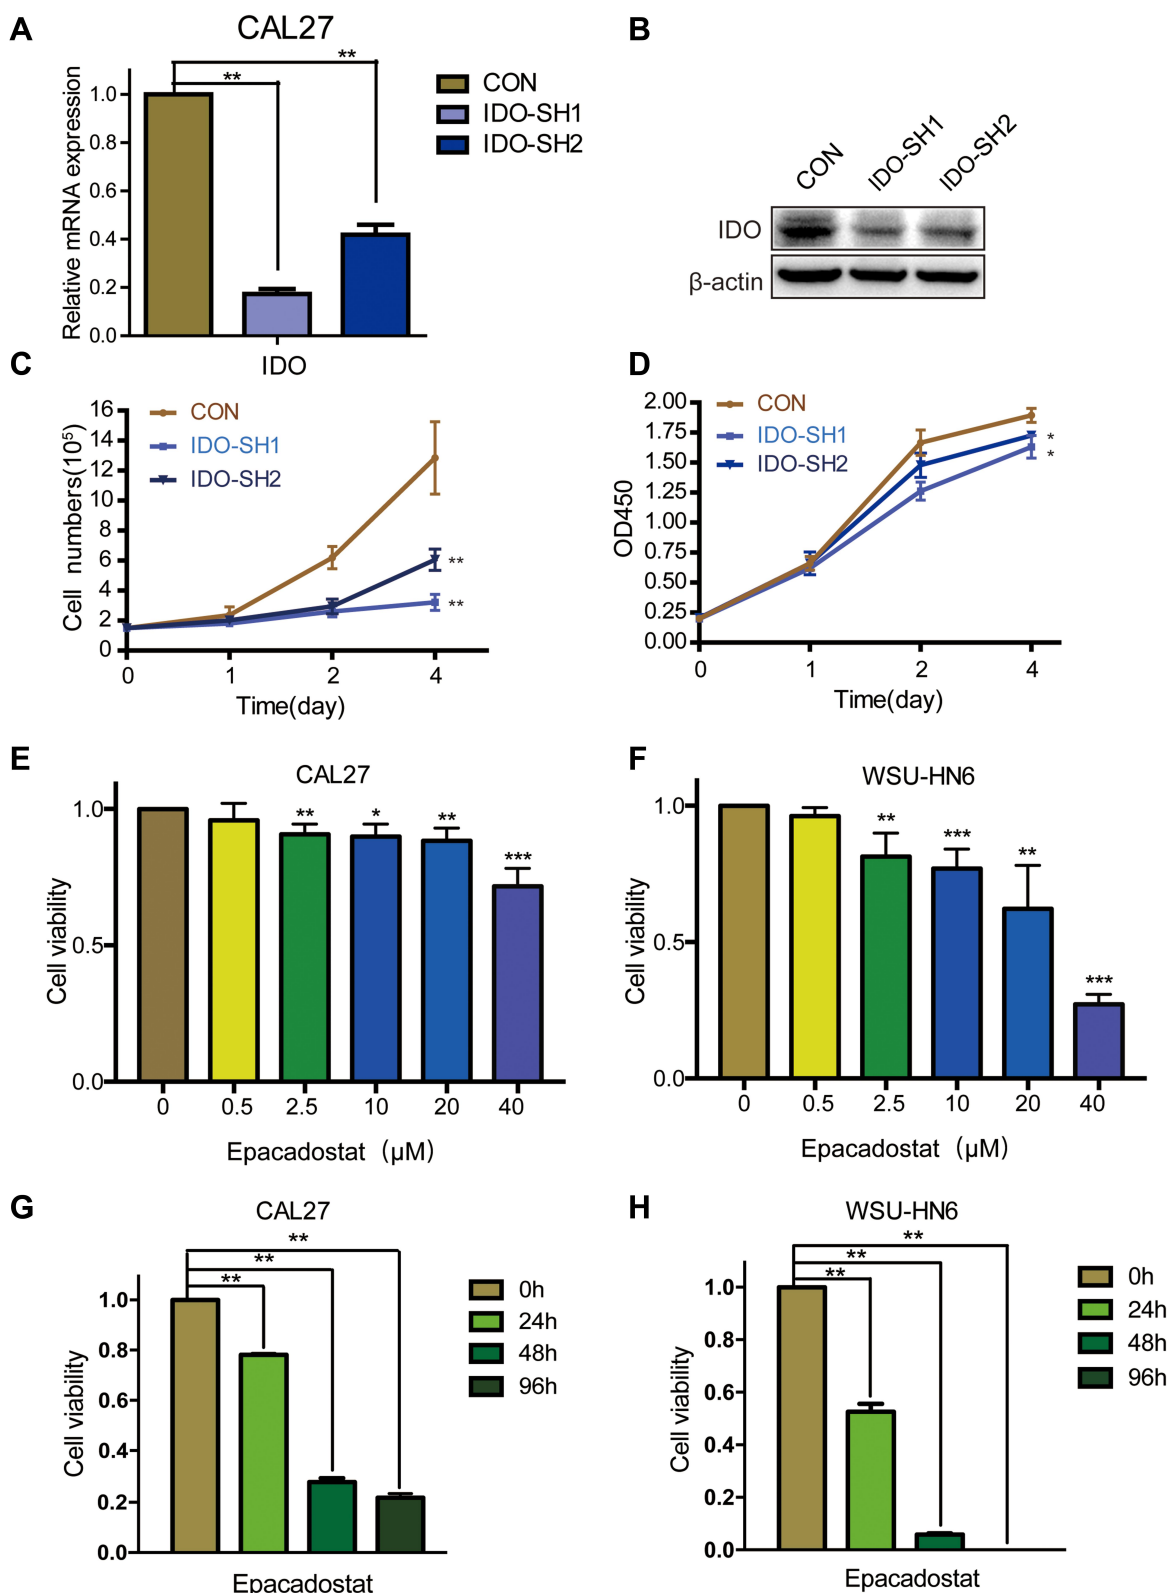 A
CAL27
**
**
CON
IDO-SH1
IDO-SH2
Relative mRNA expression
1.0
0.8
0.6
0.4
0.2
0.0
IDO
B
CON
IDO-SH1
IDO-SH2
IDO
β-actin
C
CON
IDO-SH1
IDO-SH2
Cell numbers(10⁵)
16
14
12
10
8
6
4
2
0
**
**
0 1 2 4
Time(day)
D
CON
IDO-SH1
IDO-SH2
OD450
2.00
1.75
1.50
1.25
1.00
0.75
0.50
0.25
0.00
*
*
0 1 2 4
Time(day)
E
CAL27
Cell viability
1.0
0.5
0.0
** * ** ***
0 0.5 2.5 10 20 40
Epacadostat (μM)
F
WSU-HN6
Cell viability
1.0
0.5
0.0
** *** ** ***
0 0.5 2.5 10 20 40
Epacadostat (μM)
G
CAL27
**
**
**
0h
24h
48h
96h
Cell viability
1.0
0.8
0.6
0.4
0.2
0.0
Epacadostat
H
WSU-HN6
**
**
**
0h
24h
48h
96h
Cell viability
1.0
0.8
0.6
0.4
0.2
0.0
Epacadostat